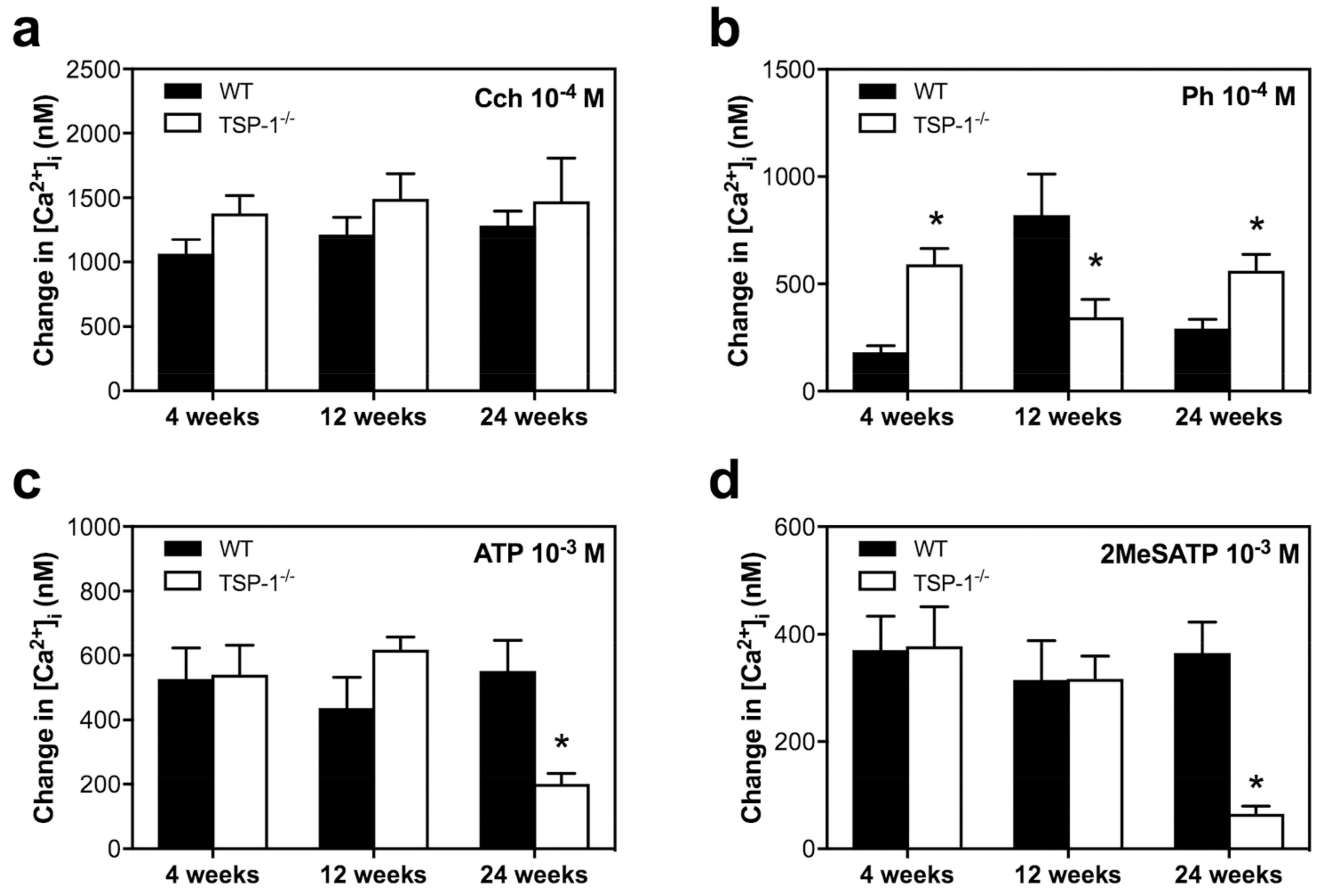 a
2500
2000
1500
1000
500
0
Change in [Ca2+]i (nM)
WT
TSP-1-/-
Cch 10-4 M
4 weeks
12 weeks
24 weeks
b
1500
1000
500
0
Change in [Ca2+]i (nM)
WT
TSP-1-/-
Ph 10-4 M
*
*
*
4 weeks
12 weeks
24 weeks
c
1000
800
600
400
200
0
Change in [Ca2+]i (nM)
WT
TSP-1-/-
ATP 10-3 M
*
4 weeks
12 weeks
24 weeks
d
600
400
200
0
Change in [Ca2+]i (nM)
WT
TSP-1-/-
2MeSATP 10-3 M
*
4 weeks
12 weeks
24 weeks